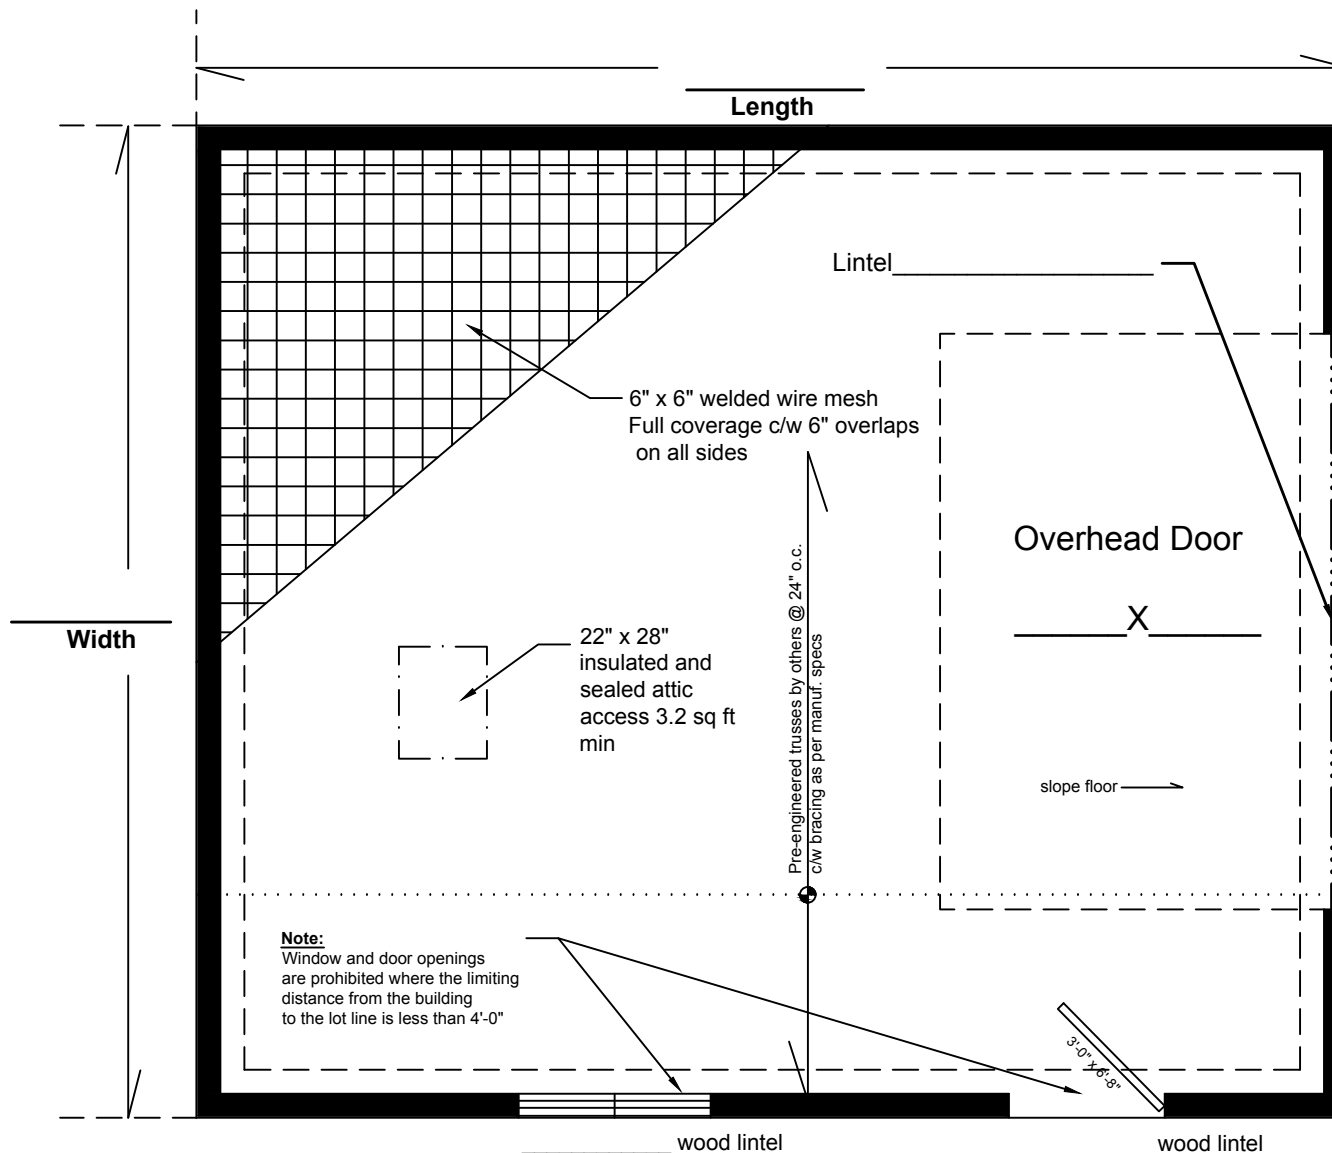 Length
Lintel____________________
6" x 6" welded wire mesh
Full coverage c/w 6" overlaps
on all sides
Overhead Door
______X______
Width
22" x 28"
insulated and
sealed attic
access 3.2 sq ft
min
Pre-engineered trusses by others @ 24" o.c.
c/w bracing as per manuf. specs
slope floor
Note:
Window and door openings
are prohibited where the limiting
distance from the building
to the lot line is less than 4'-0"
3'-0" x 6'-8"
____________ wood lintel
wood lintel